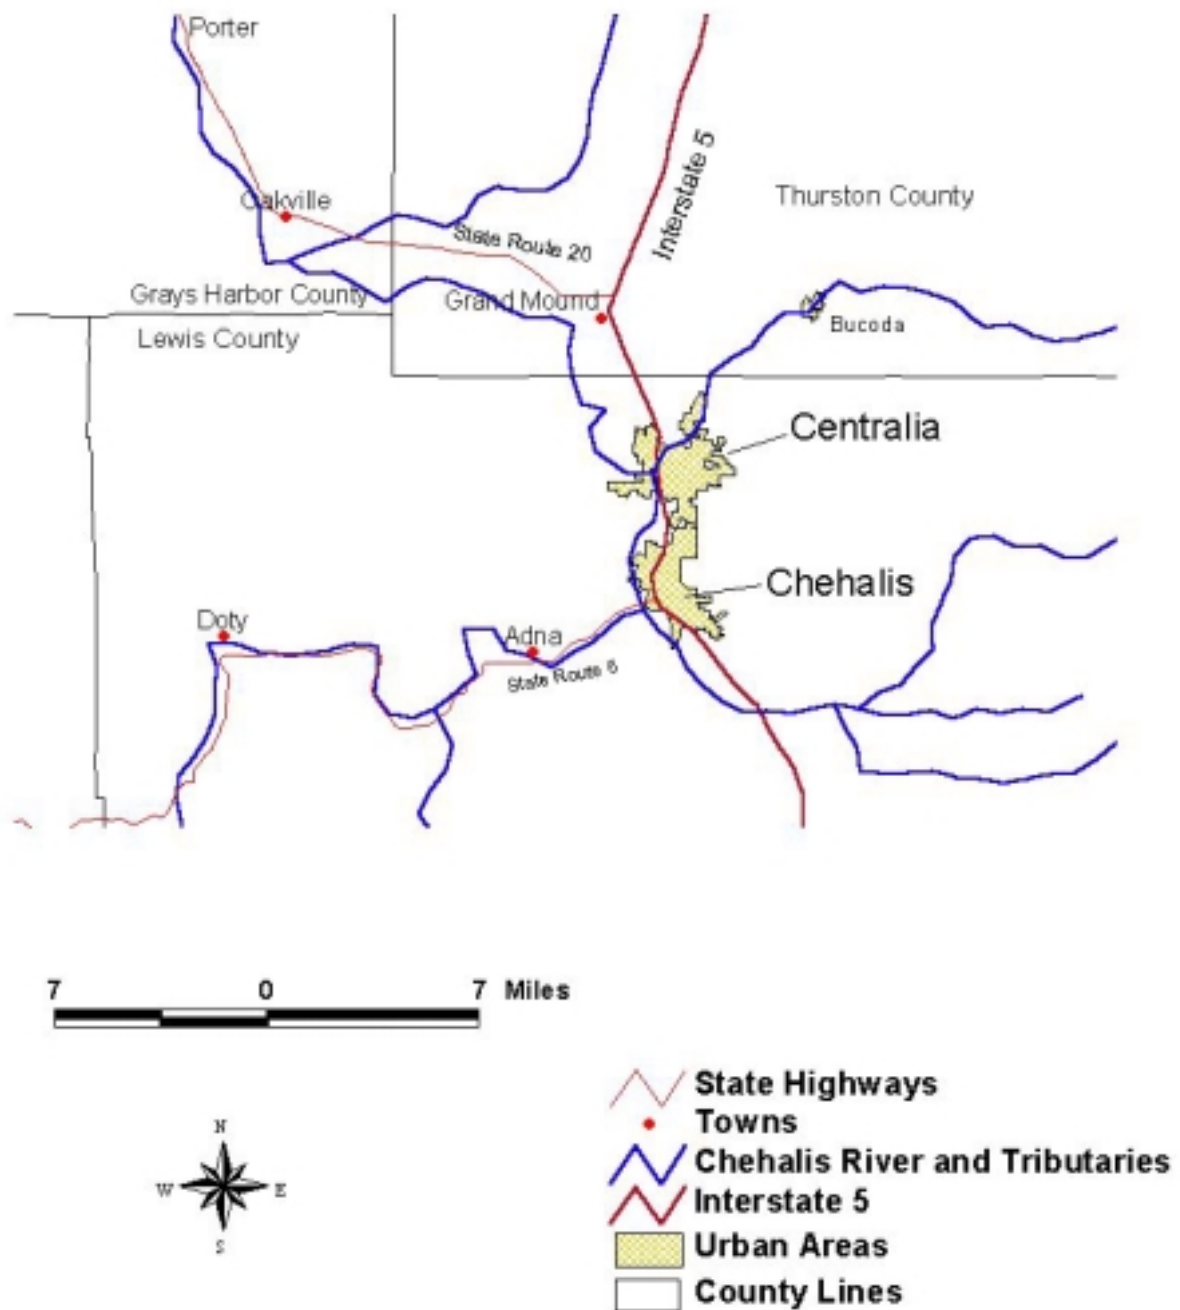 Porter
Interstate 5
Thurston County
Oakville
State Route 20
Grays Harbor County
Grand Mound
Bucoda
Lewis County
Centralia
Chehalis
Doty
Adna
State Route 6
7 0 7 Miles
N
W E
S
State Highways
Towns
Chehalis River and Tributaries
Interstate 5
Urban Areas
County Lines